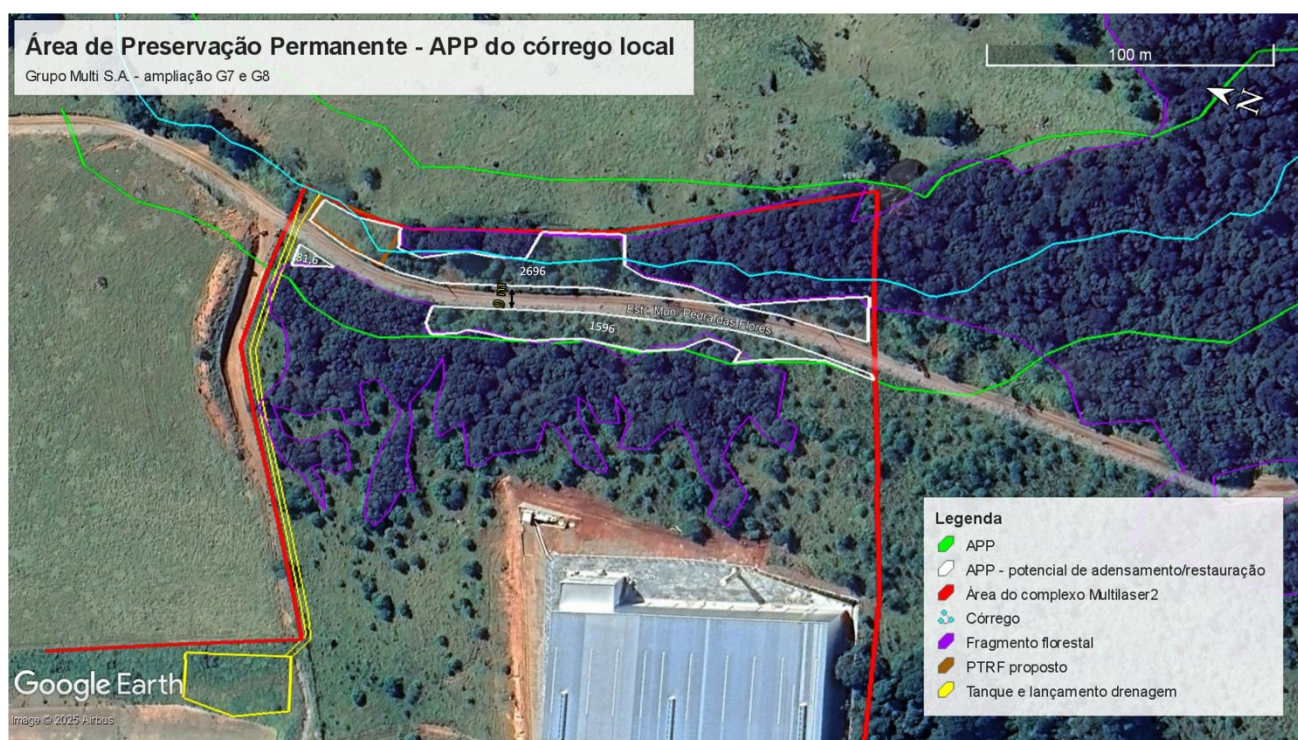 Área de Preservação Permanente - APP do córrego local
Grupo Multi S.A. - ampliação G7 e G8
100 m
N
81,6
2696
9 m
Estr. Mun. Pedra das Flores
1596
Legenda
APP
APP - potencial de adensamento/restauração
Área do complexo Multilaser2
Córrego
Fragmento florestal
PTRF proposto
Tanque e lançamento drenagem
Google Earth
Image © 2025 Airbus